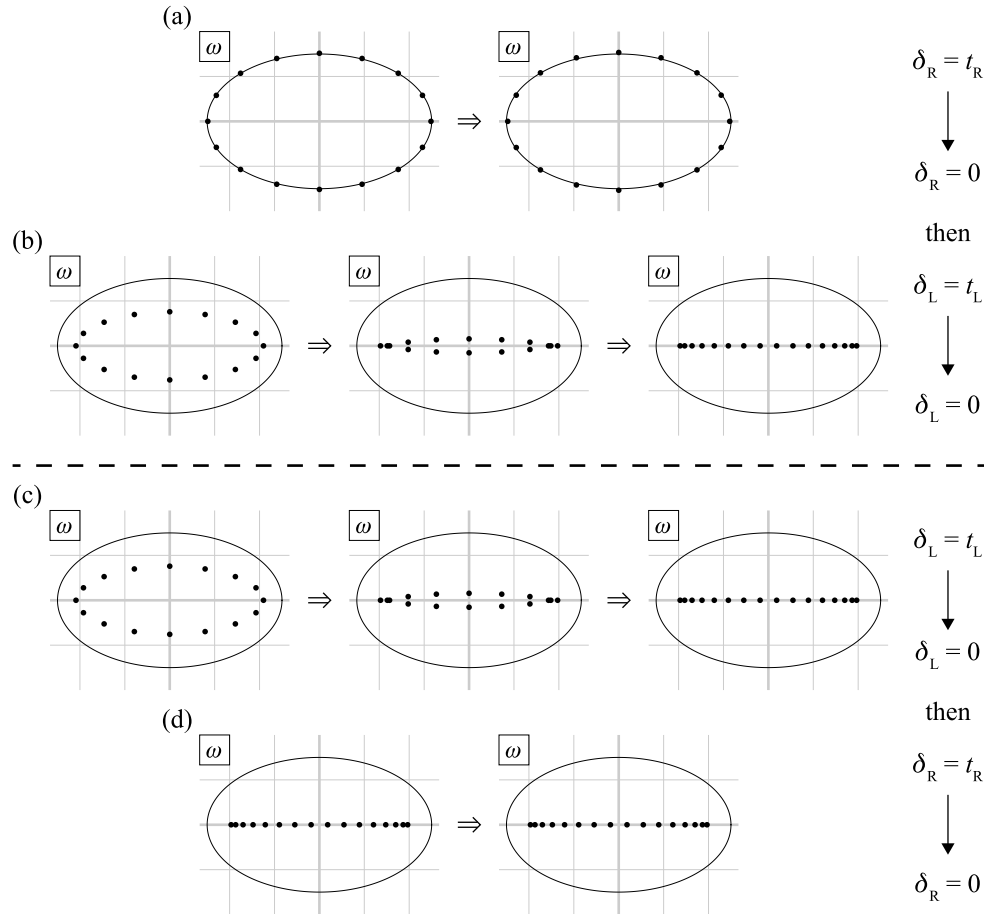 (a)
ω
⇒
ω
δR = tR
δR = 0
then
(b)
ω
⇒
ω
⇒
ω
δL = tL
δL = 0
(c)
ω
⇒
ω
⇒
ω
δL = tL
δL = 0
then
(d)
ω
⇒
ω
δR = tR
δR = 0